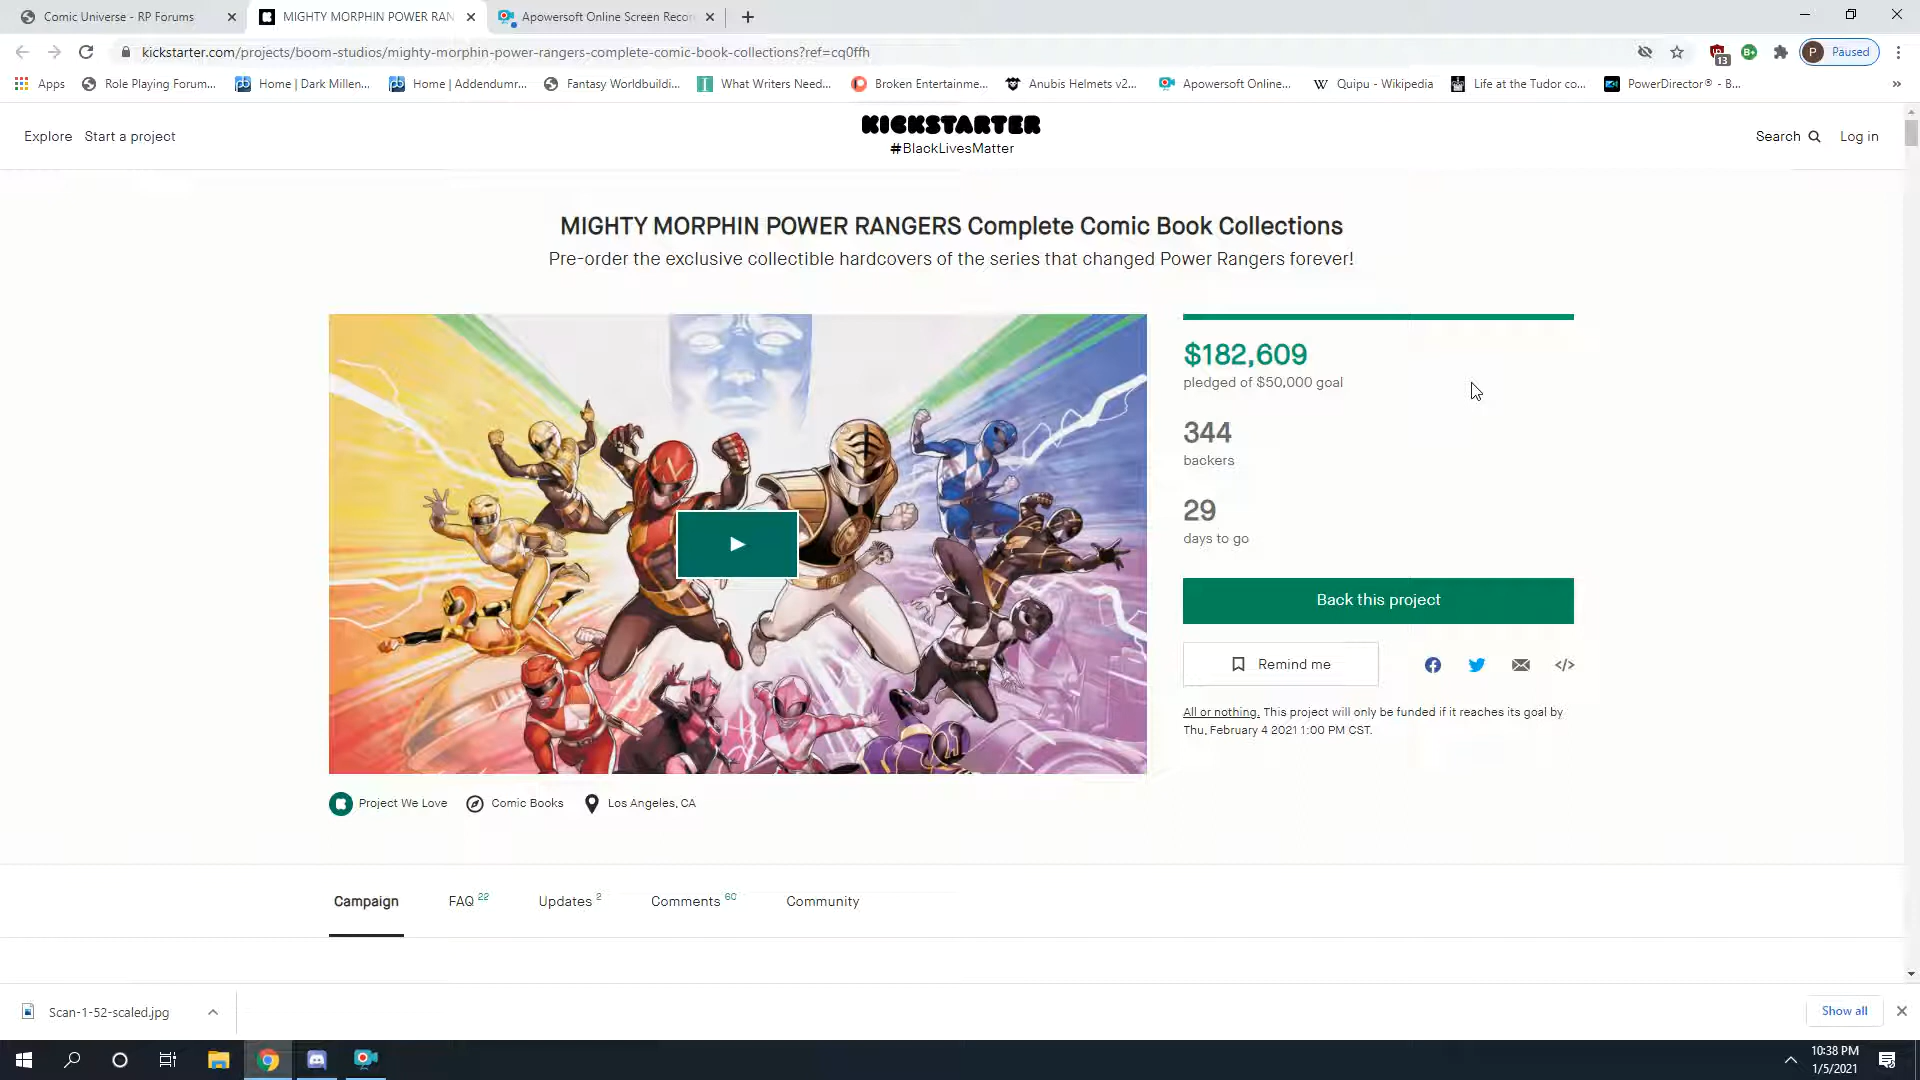 Comic Universe - RP Forums
MIGHTY MORPHIN POWER RAN
Apowersoft Online Screen Recor
kickstarter.com/projects/boom-studios/mighty-morphin-power-rangers-complete-comic-book-collections?ref=cq0ffh
13
B+
P Paused
Apps
Role Playing Forum...
Home | Dark Millen...
Home | Addendumr...
Fantasy Worldbuildi...
What Writers Need...
Broken Entertainme...
Anubis Helmets v2...
Apowersoft Online...
W Quipu - Wikipedia
Life at the Tudor co...
PowerDirector® - B...
»
Explore
Start a project
KICKSTARTER
#BlackLivesMatter
Search
Log in
MIGHTY MORPHIN POWER RANGERS Complete Comic Book Collections
Pre-order the exclusive collectible hardcovers of the series that changed Power Rangers forever!
$182,609
pledged of $50,000 goal
344
backers
29
days to go
Back this project
Remind me
</>
All or nothing. This project will only be funded if it reaches its goal by
Thu, February 4 2021 1:00 PM CST.
Project We Love
Comic Books
Los Angeles, CA
Campaign
FAQ 22
Updates 2
Comments 60
Community
Scan-1-52-scaled.jpg
Show all
10:38 PM
1/5/2021